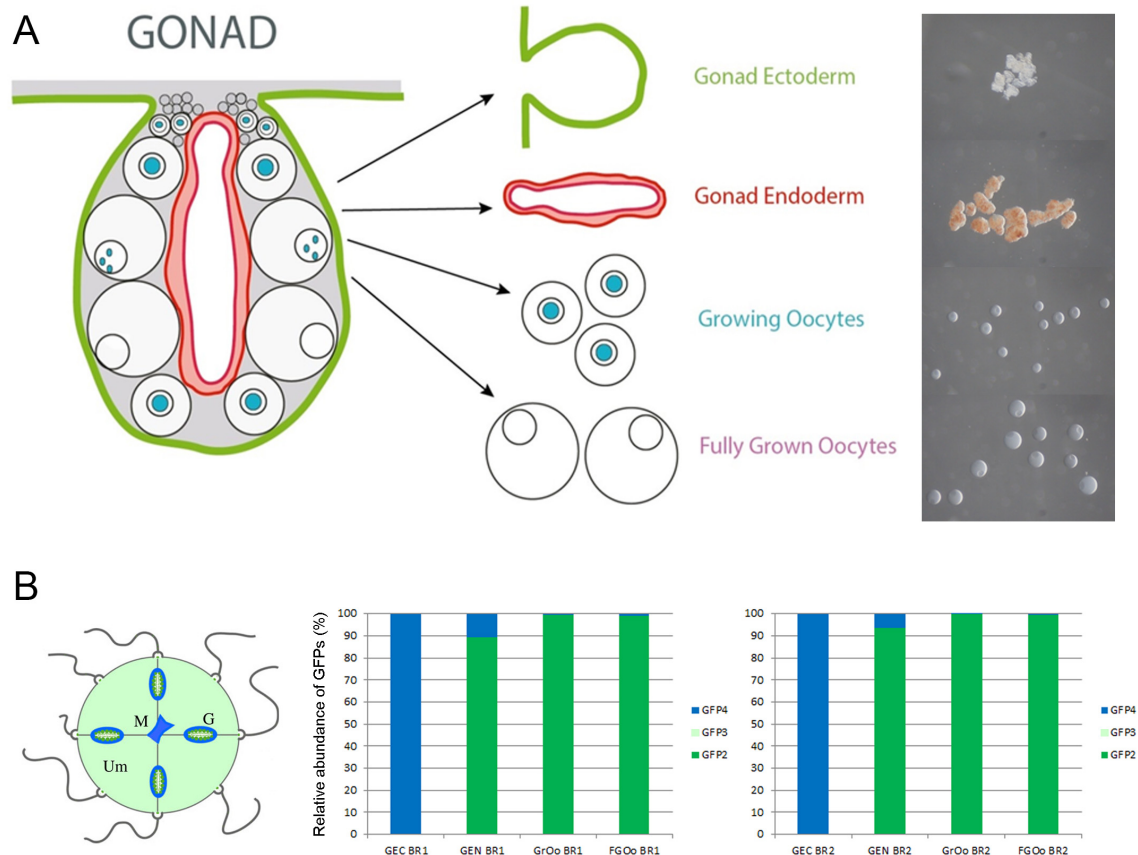 A
GONAD
Gonad Ectoderm
Gonad Endoderm
Growing Oocytes
Fully Grown Oocytes
B
M
G
Um
Relative abundance of GFPs (%)
100
90
80
70
60
50
40
30
20
10
0
GEC BR1 GEN BR1 GrOo BR1 FGOo BR1
GFP4
GFP3
GFP2
100
90
80
70
60
50
40
30
20
10
0
GEC BR2 GEN BR2 GrOo BR2 FGOo BR2
GFP4
GFP3
GFP2